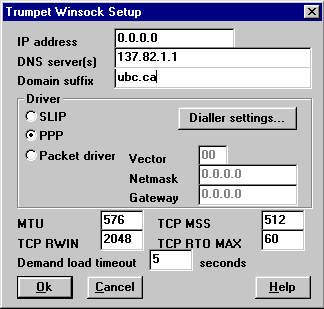 Trumpet Winsock Setup
IP address 0.0.0.0
DNS server(s) 137.82.1.1
Domain suffix ubc.ca
Driver
SLIP
PPP Dialler settings...
Packet driver Vector 00
Netmask 0.0.0.0
Gateway 0.0.0.0
MTU 576 TCP MSS 512
TCP RWIN 2048 TCP RTO MAX 60
Demand load timeout 5 seconds
Ok Cancel Help